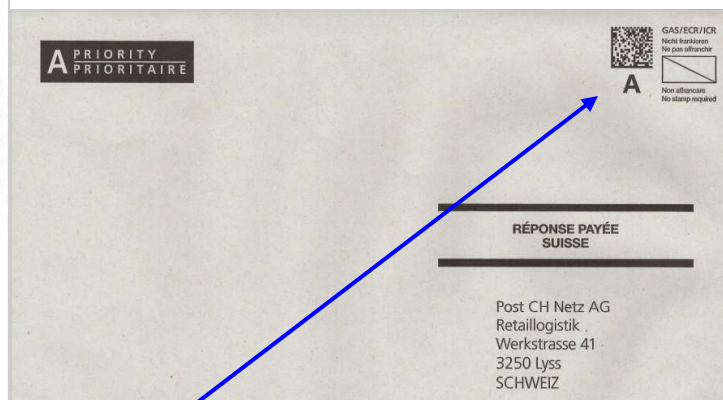 A PRIORITY
PRIORITAIRE
GAS/ECR/ICR
Nicht frankieren
Ne pas affranchir
A
Non affrancare
No stamp required
RÉPONSE PAYÉE
SUISSE
Post CH Netz AG
Retaillogistik
Werkstrasse 41
3250 Lyss
SCHWEIZ